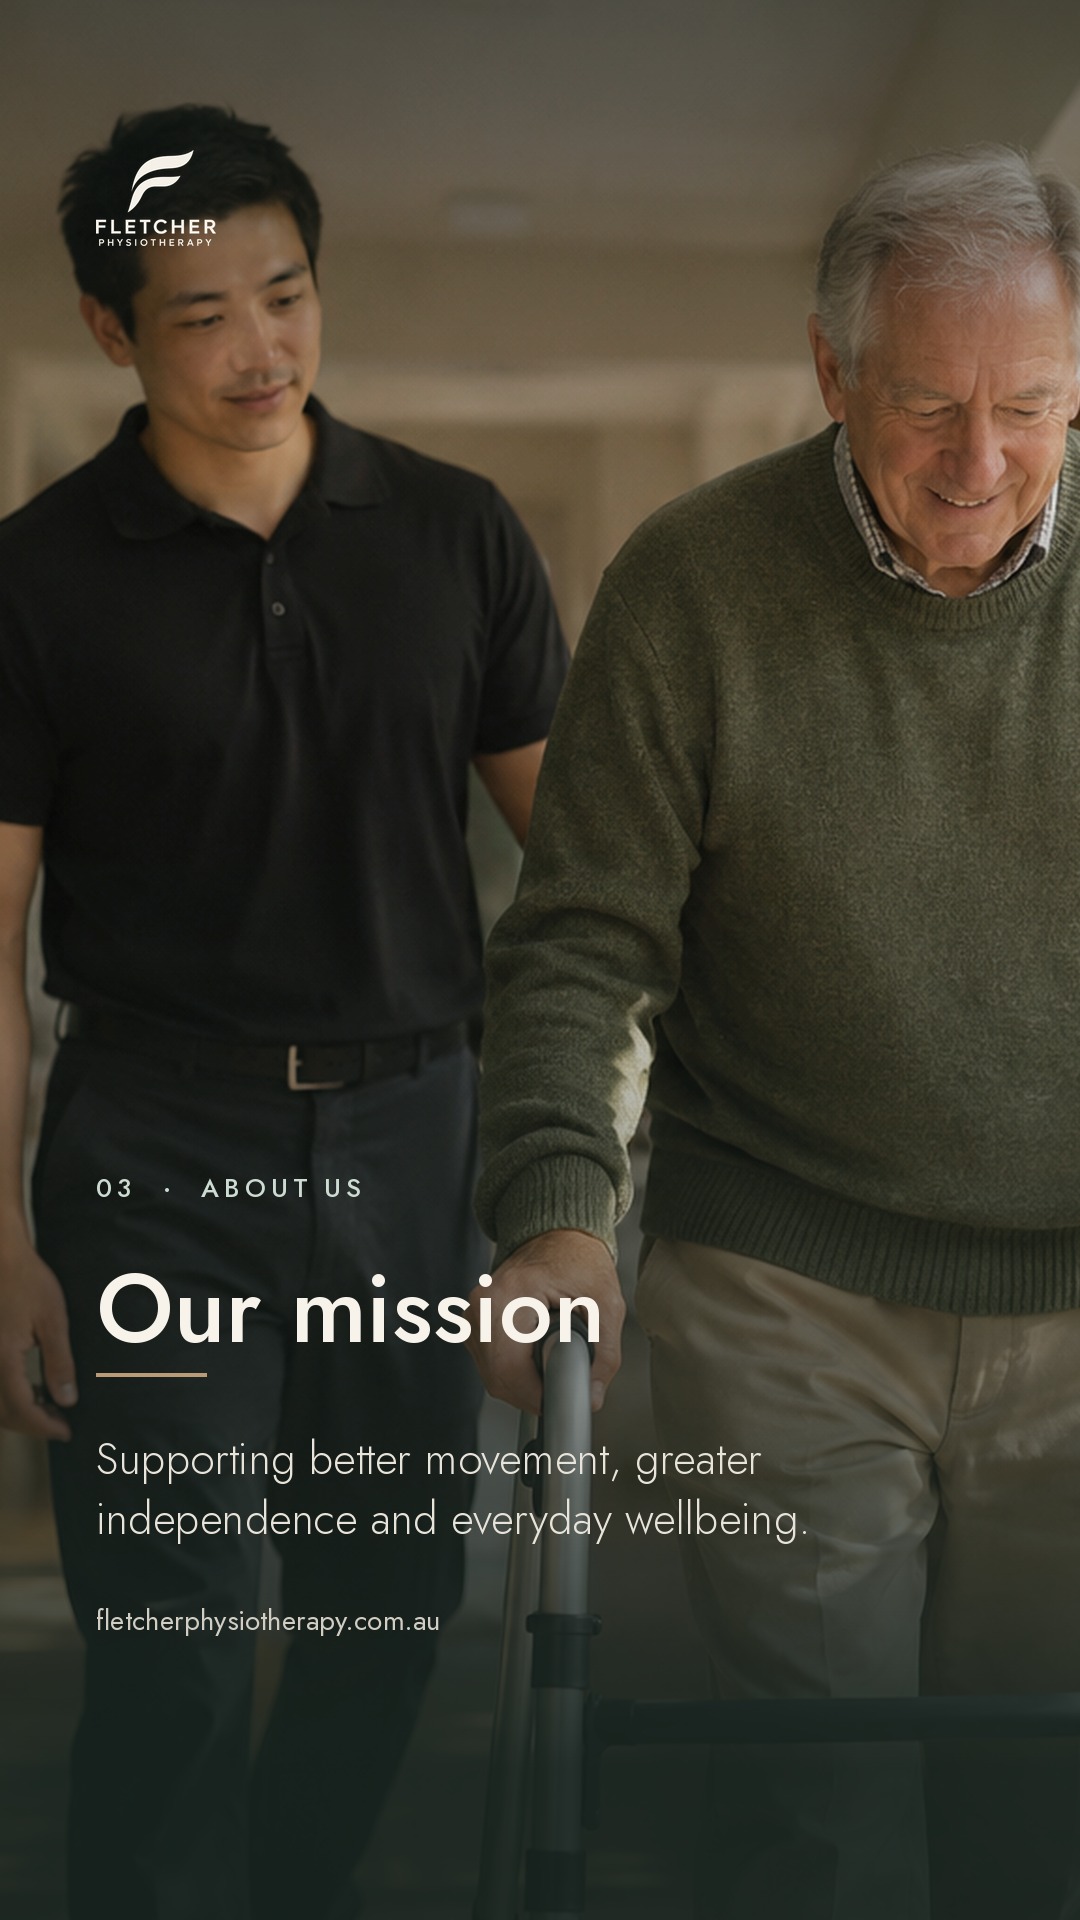 FLETCHER
PHYSIOTHERAPY
03 · ABOUT US
Our mission
Supporting better movement, greater
independence and everyday wellbeing.
fletcherphysiotherapy.com.au